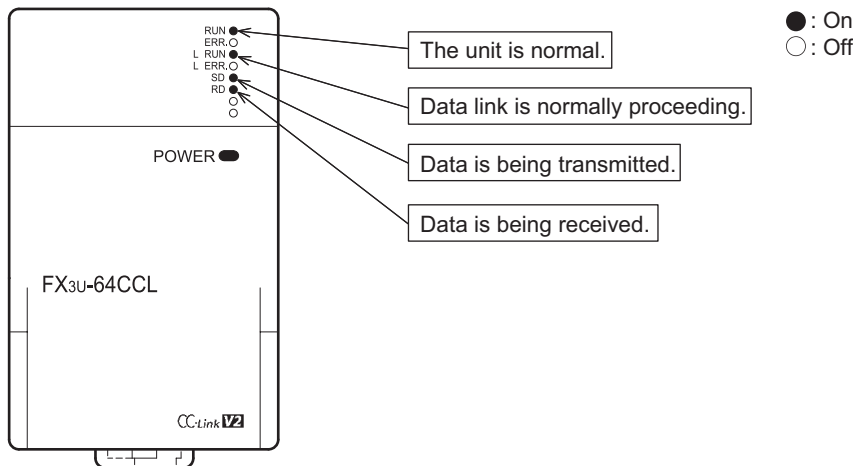 RUN
ERR.
L RUN
L ERR.
SD
RD
POWER
FX3U-64CCL
CC-Link V2
The unit is normal.
Data link is normally proceeding.
Data is being transmitted.
Data is being received.
: On
: Off